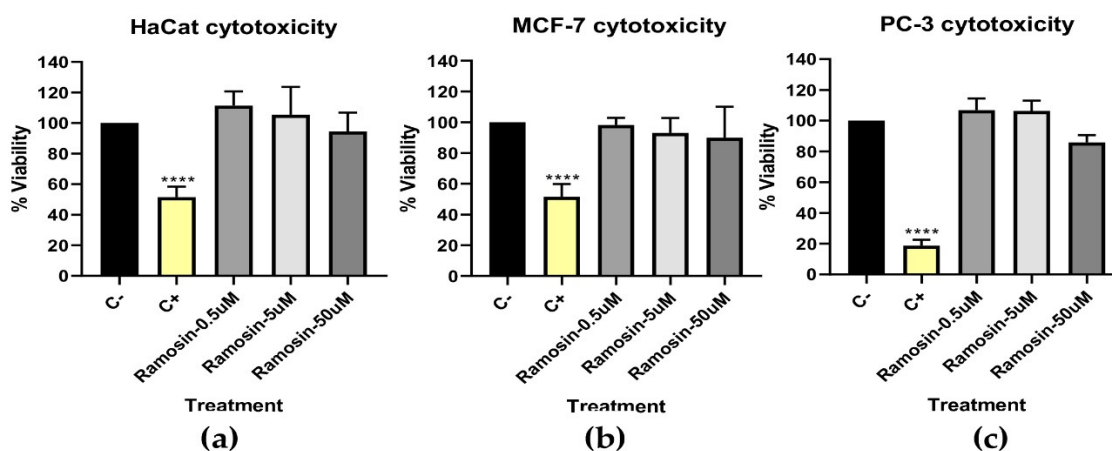 HaCat cytotoxicity
% Viability
140
120
100
80
60
40
20
0
****
C-
C+
Ramosin-0.5uM
Ramosin-5uM
Ramosin-50uM
Treatment
(a)
MCF-7 cytotoxicity
% Viability
140
120
100
80
60
40
20
0
****
C-
C+
Ramosin-0.5uM
Ramosin-5uM
Ramosin-50uM
Treatment
(b)
PC-3 cytotoxicity
% Viability
140
120
100
80
60
40
20
0
****
C-
C+
Ramosin-0.5uM
Ramosin-5uM
Ramosin-50uM
Treatment
(c)